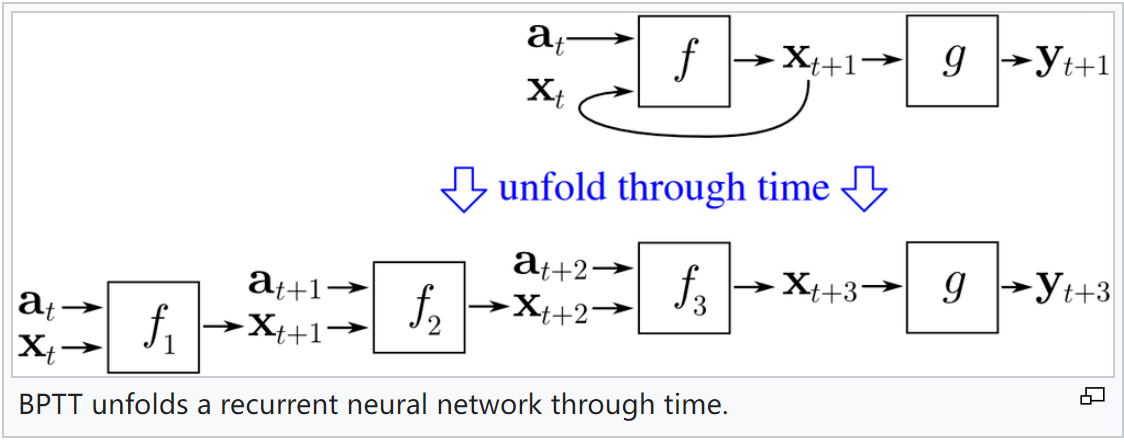 a_t f x_{t+1} g y_{t+1}
x_t
unfold through time
a_t f_1 a_{t+1} f_2 a_{t+2} f_3 x_{t+3} g y_{t+3}
x_t x_{t+1} x_{t+2}
BPTT unfolds a recurrent neural network through time.